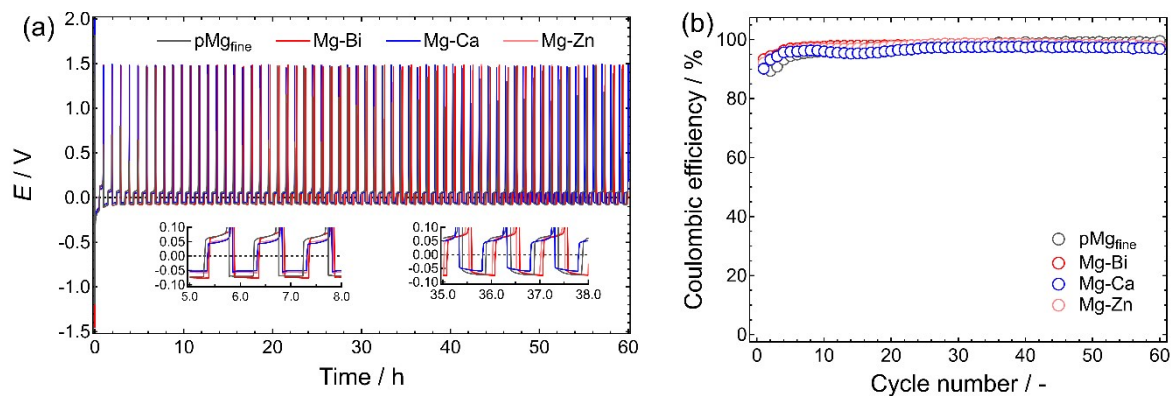 (a)
pMgfine
Mg-Bi
Mg-Ca
Mg-Zn
2.0
1.5
1.0
0.5
0.0
-0.5
-1.0
-1.5
E / V
0.10
0.05
0.00
-0.05
-0.10
5.0 6.0 7.0 8.0
0.10
0.05
0.00
-0.05
-0.10
35.0 36.0 37.0 38.0
0 10 20 30 40 50 60
Time / h
(b)
100
80
60
40
20
0
Coulombic efficiency / %
pMgfine
Mg-Bi
Mg-Ca
Mg-Zn
0 10 20 30 40 50 60
Cycle number / -